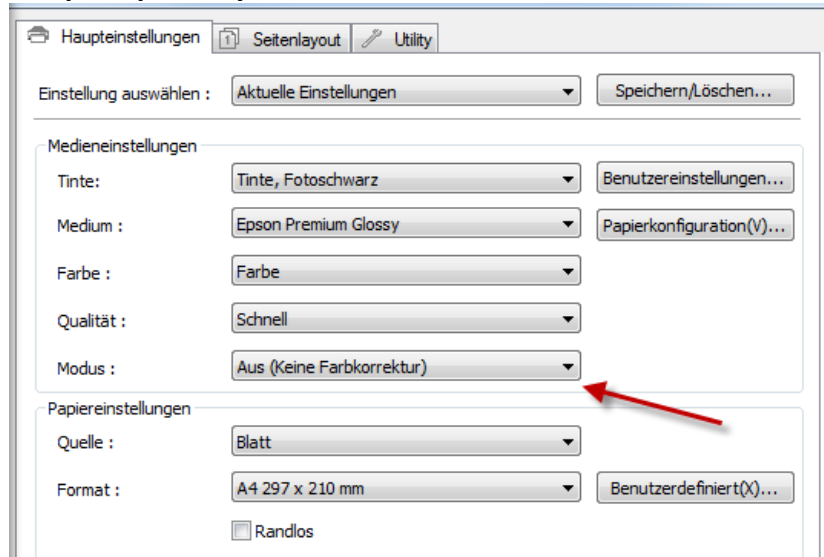 Haupteinstellungen Seitenlayout Utility
Einstellung auswählen : Aktuelle Einstellungen Speichern/Löschen...
Medieneinstellungen
Tinte: Tinte, Fotoschwarz Benutzereinstellungen...
Medium : Epson Premium Glossy Papierkonfiguration(V)...
Farbe : Farbe
Qualität : Schnell
Modus : Aus (Keine Farbkorrektur)
Papiereinstellungen
Quelle : Blatt
Format : A4 297 x 210 mm Benutzerdefiniert(X)...
Randlos